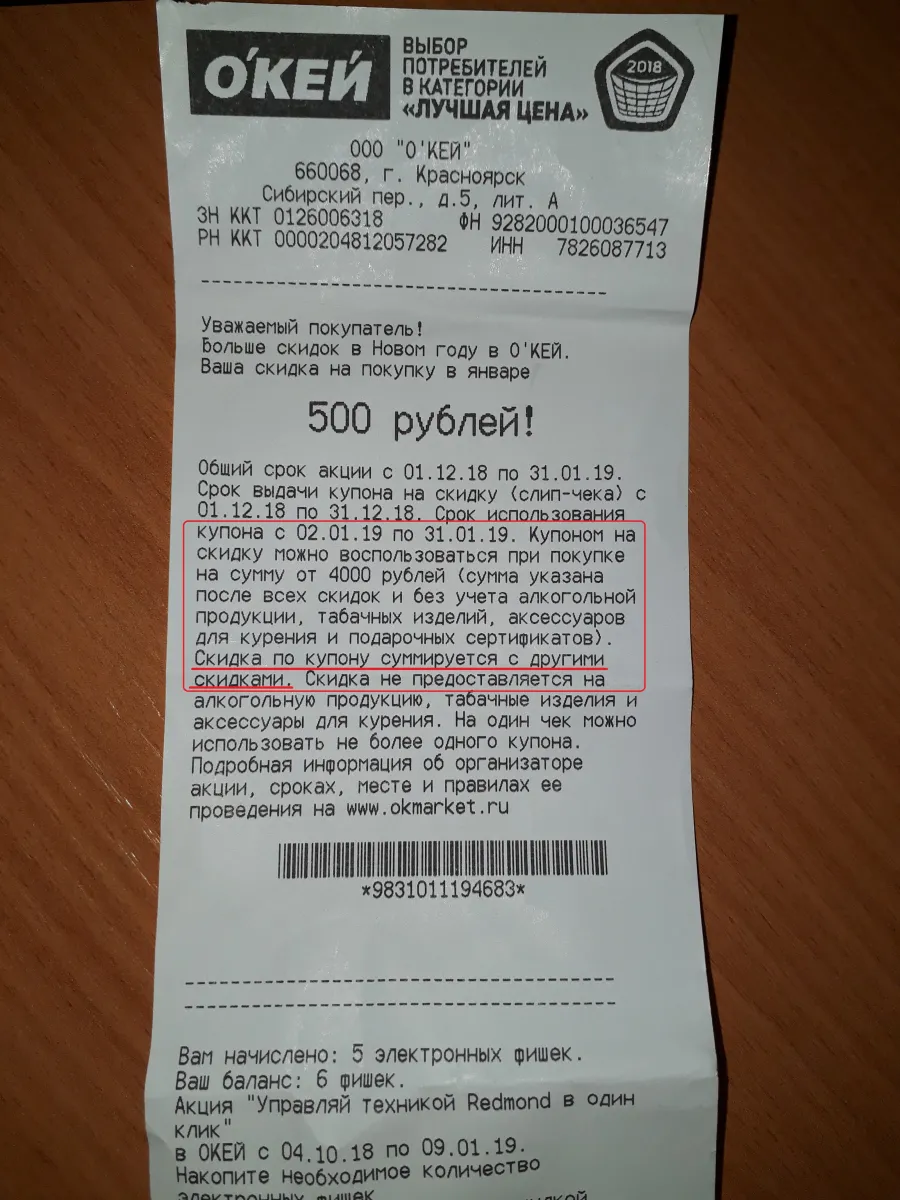 О'КЕЙ
ВЫБОР
ПОТРЕБИТЕЛЕЙ
В КАТЕГОРИИ
«ЛУЧШАЯ ЦЕНА»
2018
ООО "О'КЕЙ"
660068, г. Красноярск
Сибирский пер., д.5, лит. А
ЗН ККТ 0126006318 ФН 9282000100036547
РН ККТ 0000204812057282 ИНН 7826087713
Уважаемый покупатель!
Больше скидок в Новом году в О'КЕЙ.
Ваша скидка на покупку в январе
500 рублей!
Общий срок акции с 01.12.18 по 31.01.19.
Срок выдачи купона на скидку (слип-чека) с
01.12.18 по 31.12.18. Срок использования
купона с 02.01.19 по 31.01.19. Купоном на
скидку можно воспользоваться при покупке
на сумму от 4000 рублей (сумма указана
после всех скидок и без учета алкогольной
продукции, табачных изделий, аксессуаров
для курения и подарочных сертификатов).
Скидка по купону суммируется с другими
скидками. Скидка не предоставляется на
алкогольную продукцию, табачные изделия и
аксессуары для курения. На один чек можно
использовать не более одного купона.
Подробная информация об организаторе
акции, сроках, месте и правилах ее
проведения на www.okmarket.ru
*9831011194683*
Вам начислено: 5 электронных фишек.
Ваш баланс: 6 фишек.
Акция "Управляй техникой Redmond в один
клик"
в ОКЕЙ с 04.10.18 по 09.01.19.
Накопите необходимое количество
электронных фишек